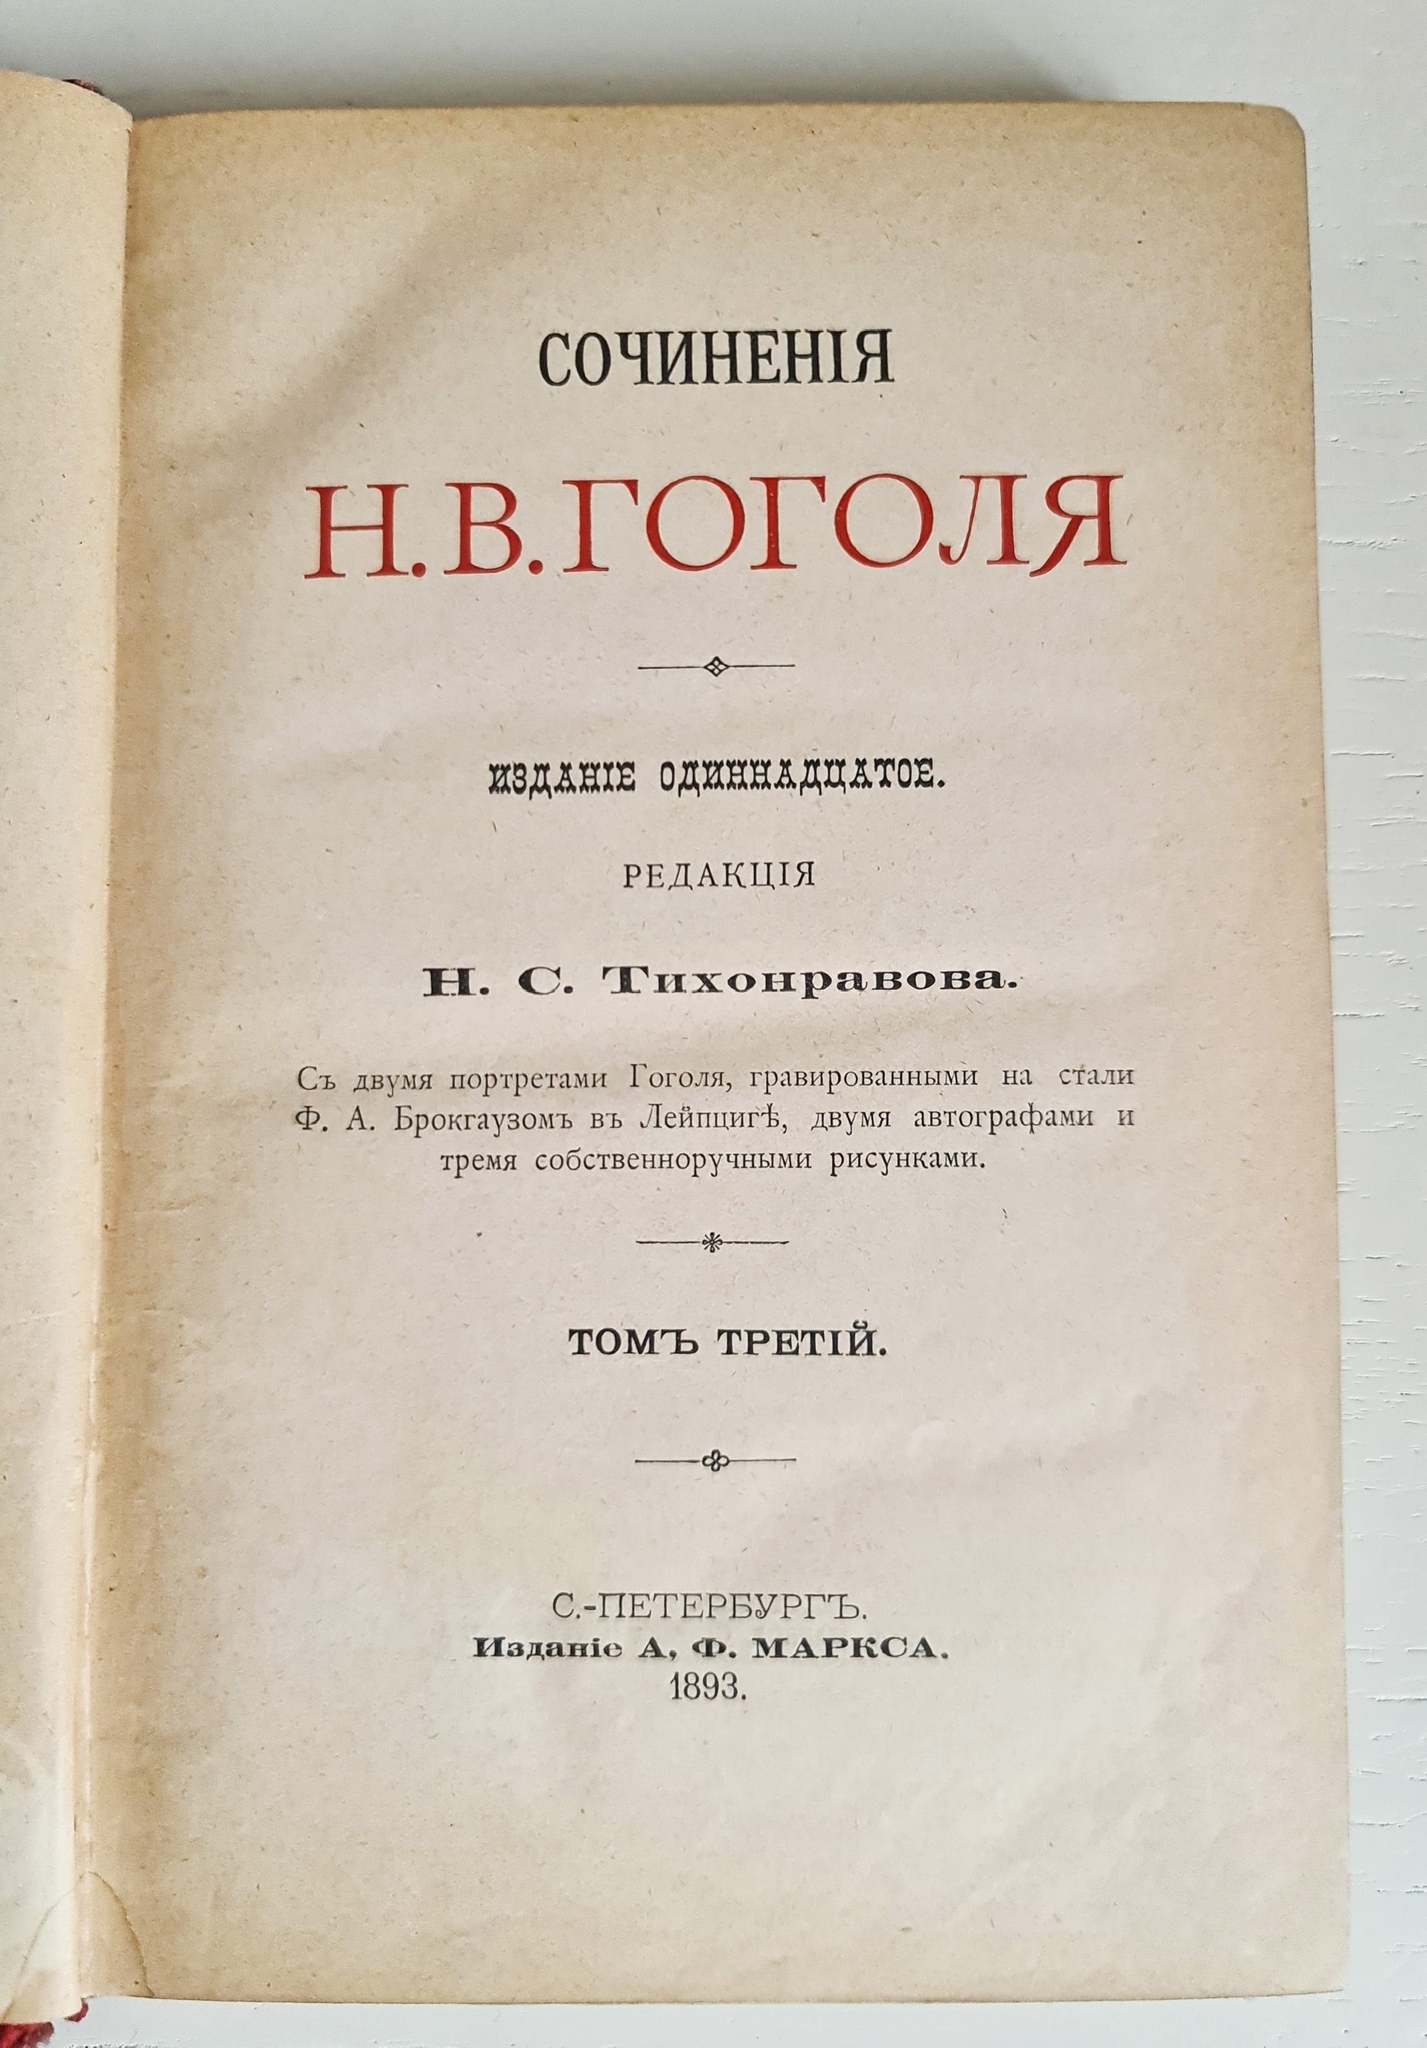 СОЧИНЕНІЯ
Н. В. ГОГОЛЯ
ИЗДАНІЕ ОДИННАДЦАТОЕ.
РЕДАКЦІЯ
Н. С. Тихонравова.
Съ двумя портретами Гоголя, гравированными на стали
Ф. А. Брокгаузомъ въ Лейпцигѣ, двумя автографами и
тремя собственноручными рисунками.
ТОМЪ ТРЕТІЙ.
С.-ПЕТЕРБУРГЪ.
Изданіе А, Ф. МАРКСА.
1893.